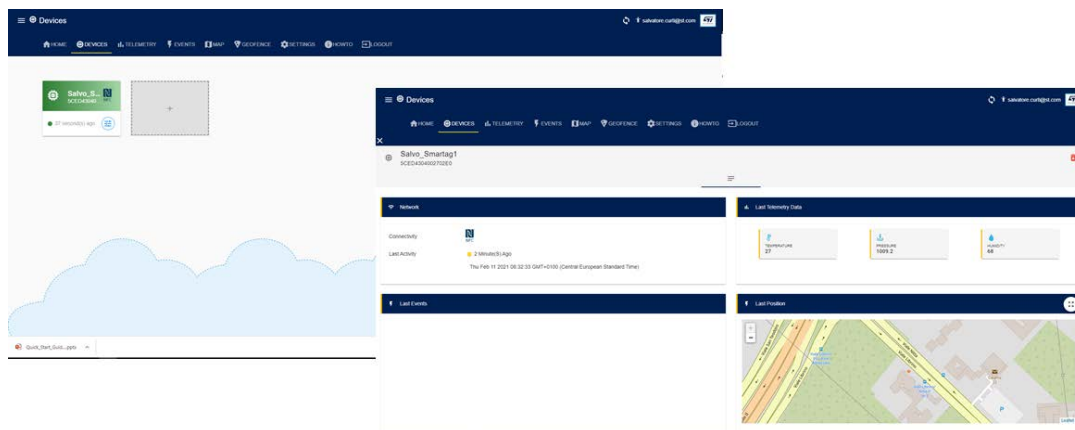 Devices
salvatore.curti@st.com
HOME DEVICES TELEMETRY EVENTS MAP GEOFENCE SETTINGS HOWTO LOGOUT
Salvo_S...
NFC
37 second(s) ago
+
Quick_Start_Guid....pptx
Devices
salvatore.curti@st.com
HOME DEVICES TELEMETRY EVENTS MAP GEOFENCE SETTINGS HOWTO LOGOUT
Salvo_Smartag1
5CED4004002702E0
Network
Connectivity
NFC
Last Activity
2 Minute(S) Ago
Thu Feb 11 2021 08:32:33 GMT+0100 (Central European Standard Time)
Last Telemetry Data
TEMPERATURE
27
PRESSURE
1009.2
HUMIDITY
68
Last Events
Last Position
+
−
P
Leaflet